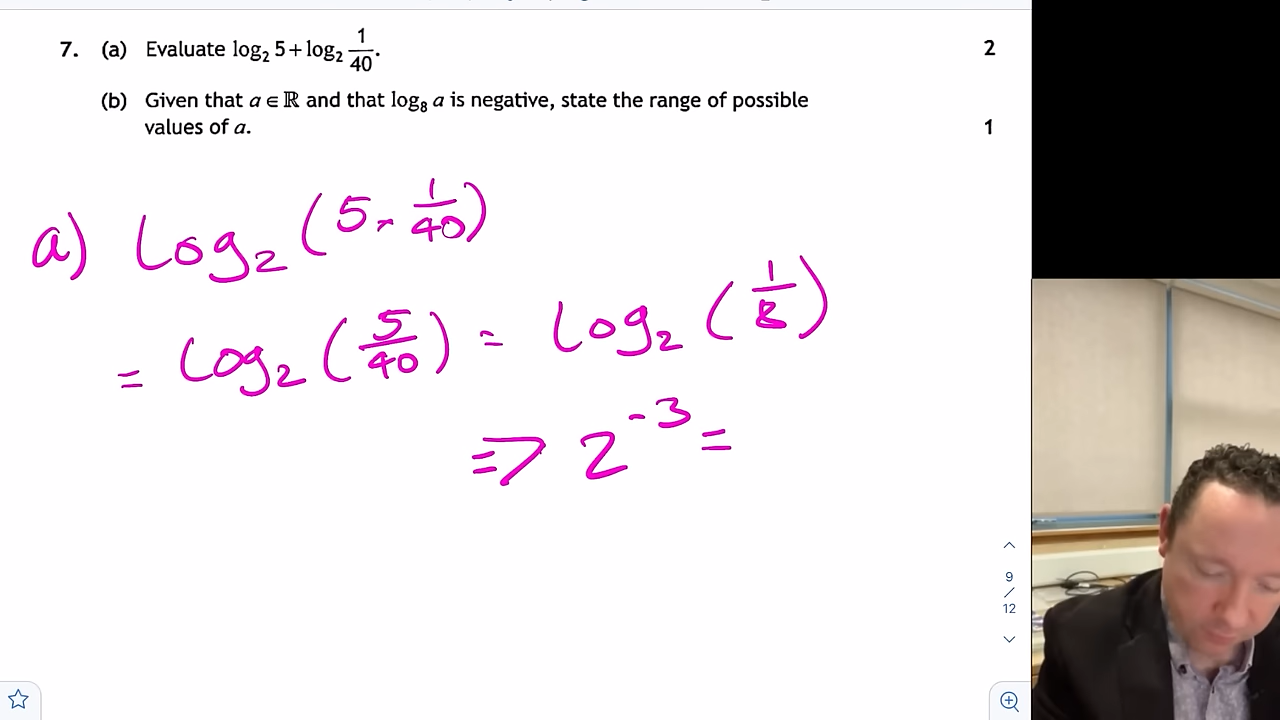 7. (a) Evaluate log₂ 5 + log₂ 1/40. 2
(b) Given that a ∈ ℝ and that log₈ a is negative, state the range of possible
values of a. 1
a) log₂ (5 · 1/40)
= log₂ (5/40) = log₂ (1/8)
⇒ 2⁻³ =
9
/
12